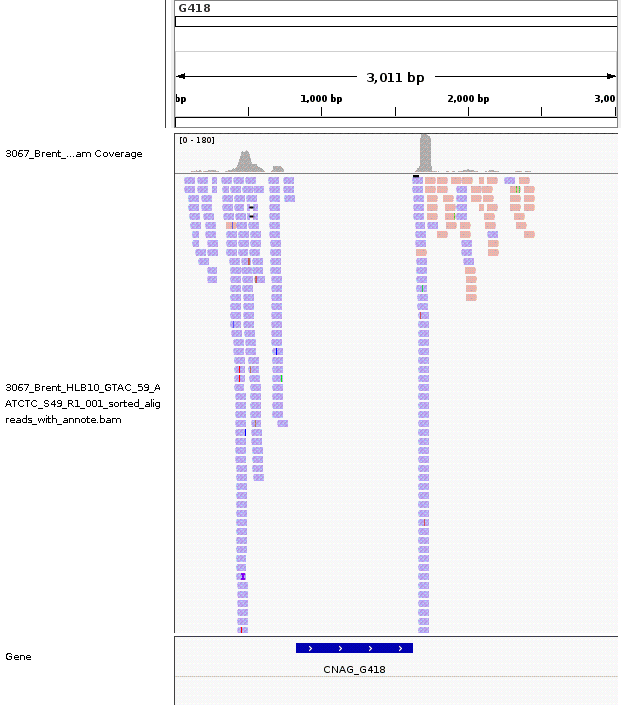 G418
3,011 bp
bp
1,000 bp
2,000 bp
3,00
[0 - 180]
3067_Brent_...am Coverage
3067_Brent_HLB10_GTAC_59_A
ATCTC_S49_R1_001_sorted_alig
reads_with_annote.bam
Gene
CNAG_G418